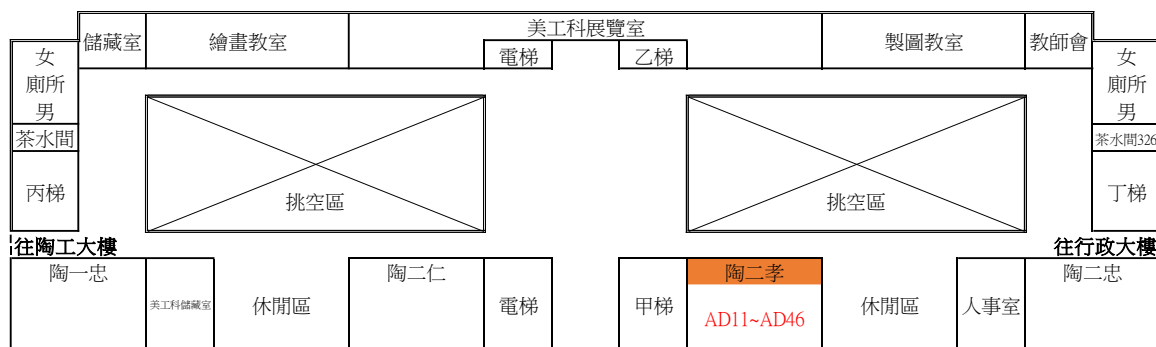 美工科展覽室
儲藏室
繪畫教室
電梯
乙梯
製圖教室
教師會
女
廁所
男
茶水間
丙梯
女
廁所
男
茶水間326
丁梯
挑空區
挑空區
往陶工大樓
往行政大樓
陶一忠
美工科儲藏室
休閒區
陶二仁
電梯
甲梯
陶二孝
AD11~AD46
休閒區
人事室
陶二忠